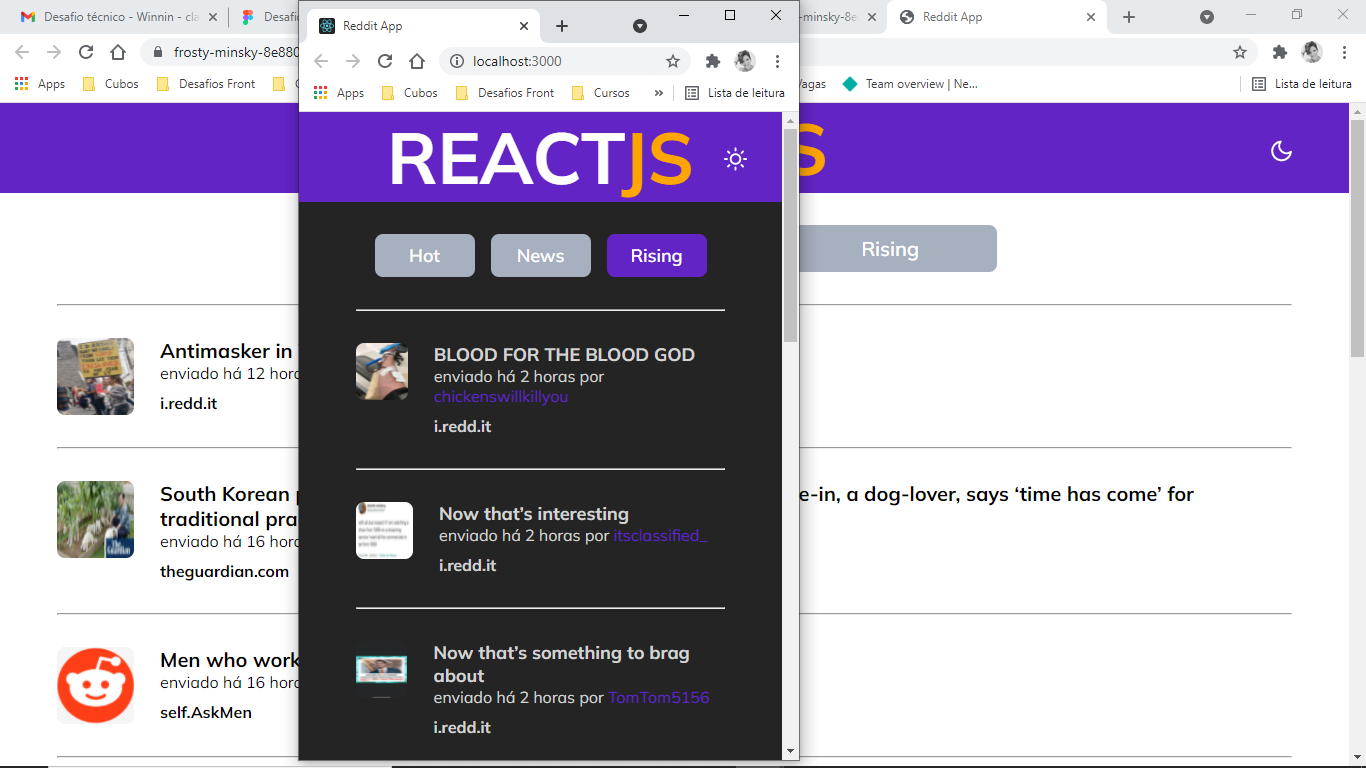 Desafio técnico - Winnin - cla
Desafi
frosty-minsky-8e880
Apps
Cubos
Desafios Front
Reddit App
localhost:3000
Apps
Cubos
Desafios Front
Cursos
»
Lista de leitura
-minsky-8e
Reddit App
Vagas
Team overview | Ne...
Lista de leitura
REACTJS
S
Hot
News
Rising
Rising
BLOOD FOR THE BLOOD GOD
enviado há 2 horas por
chickenswillkillyou
i.redd.it
Now that's interesting
enviado há 2 horas por itsclassified_
i.redd.it
Now that's something to brag
about
enviado há 2 horas por TomTom5156
i.redd.it
Antimasker in
enviado há 12 hora
i.redd.it
South Korean p
e-in, a dog-lover, says ‘time has come’ for
traditional pra
enviado há 16 hora
theguardian.com
Men who work
enviado há 16 hora
self.AskMen